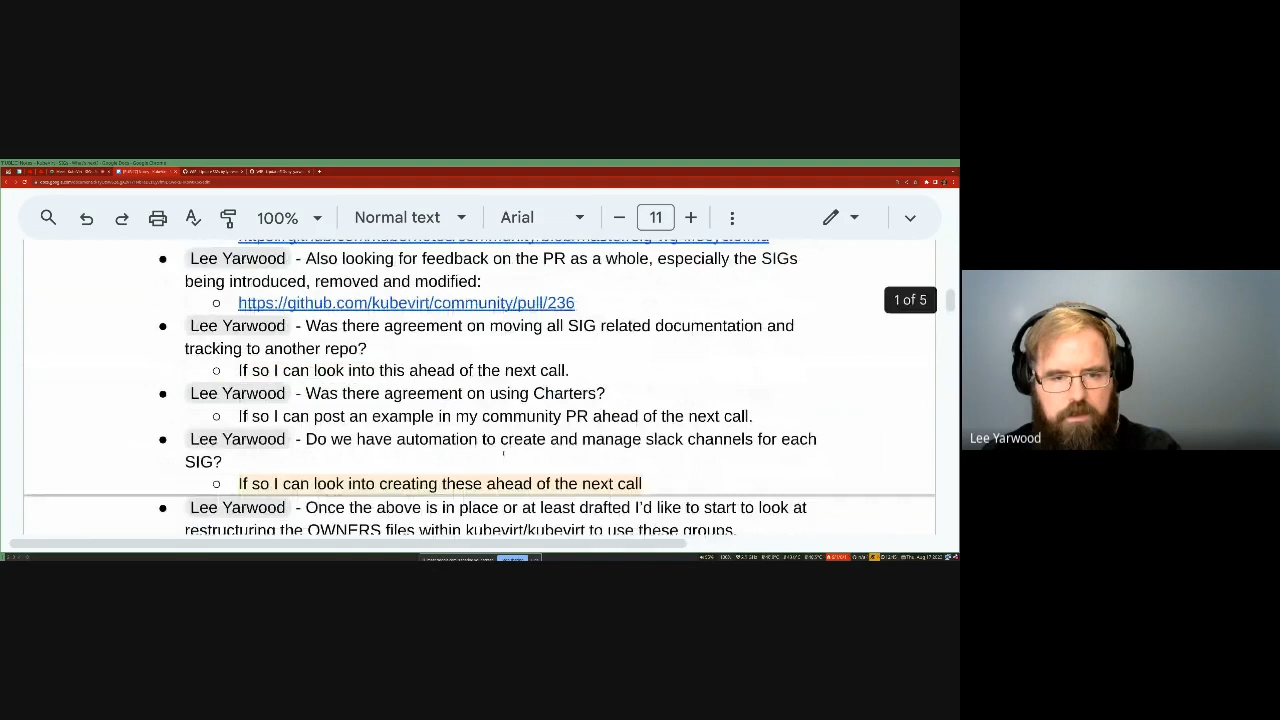 100%
Normal text
Arial
11
Lee Yarwood - Also looking for feedback on the PR as a whole, especially the SIGs
being introduced, removed and modified:
https://github.com/kubevirt/community/pull/236
1 of 5
Lee Yarwood - Was there agreement on moving all SIG related documentation and
tracking to another repo?
If so I can look into this ahead of the next call.
Lee Yarwood - Was there agreement on using Charters?
If so I can post an example in my community PR ahead of the next call.
Lee Yarwood - Do we have automation to create and manage slack channels for each
SIG?
If so I can look into creating these ahead of the next call
Lee Yarwood - Once the above is in place or at least drafted I'd like to start to look at
restructuring the OWNERS files within kubevirt/kubevirt to use these groups.
Lee Yarwood